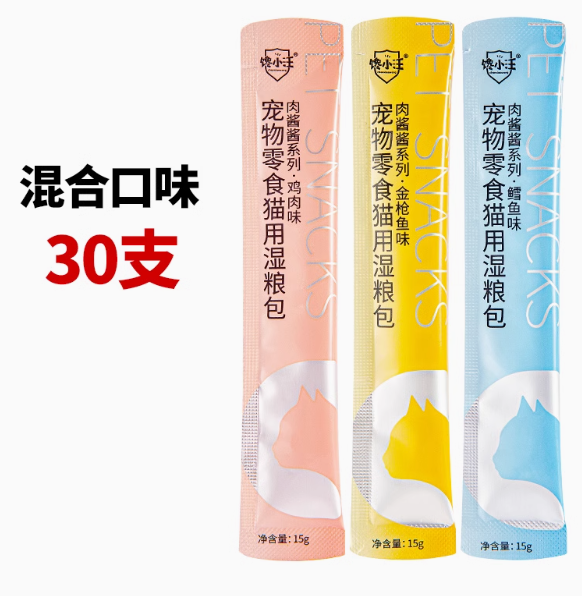 混合口味
30支
馋小汪®
肉酱酱系列·鸡肉味
宠物零食猫用湿粮包
PET SNACKS
净含量:15g
馋小汪®
肉酱酱系列·金枪鱼味
宠物零食猫用湿粮包
PET SNACKS
净含量:15g
馋小汪®
肉酱酱系列·鳕鱼味
宠物零食猫用湿粮包
PET SNACKS
净含量:15g